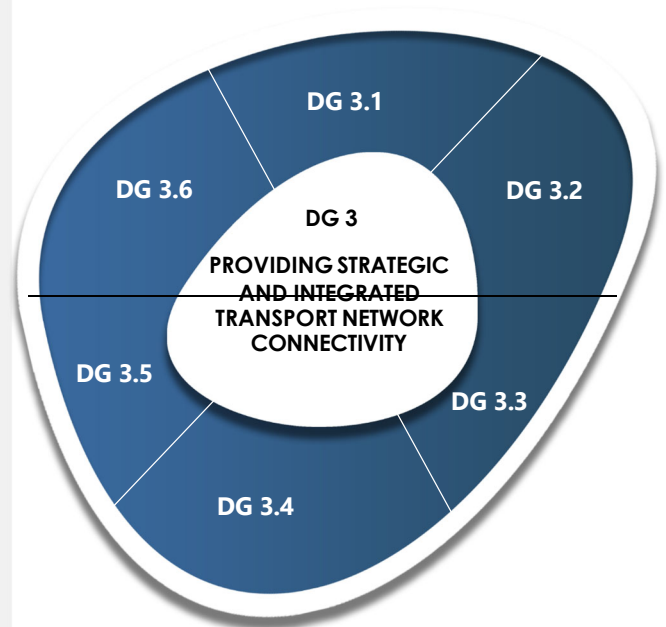 DG 3.1
DG 3.6
DG 3.2
DG 3
PROVIDING STRATEGIC
AND INTEGRATED
TRANSPORT NETWORK
CONNECTIVITY
DG 3.5
DG 3.3
DG 3.4